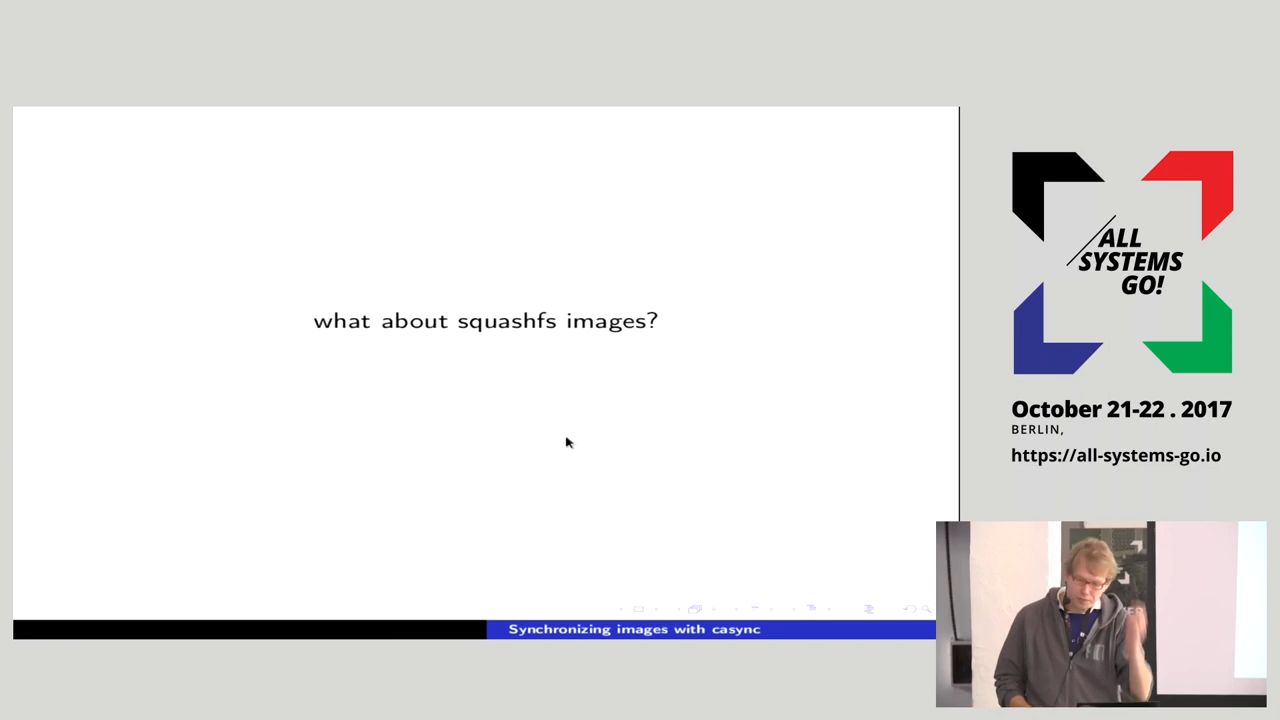 what about squashfs images?
Synchronizing images with casync
ALL
SYSTEMS
GO!
October 21-22 . 2017
BERLIN,
https://all-systems-go.io